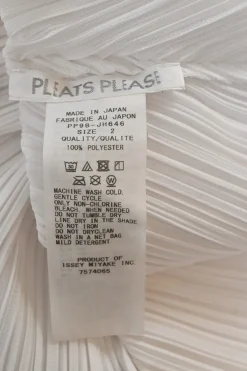 PLEATS PLEASE
MADE IN JAPAN
FABRIQUE AU JAPON
PP98-JH646
SIZE 2
QUALITY/QUALITE
100% POLYESTER
MACHINE WASH COLD.
GENTLE CYCLE
ONLY NON-CHLORINE
BLEACH, WHEN NEEDED
DO NOT TUMBLE DRY
LINE DRY IN THE SHADE
DO NOT IRON
DO NOT DRYCLEAN
WASH IN A NET BAG
MILD DETERGENT
PRODUCT OF
ISSEY MIYAKE INC.
7574065